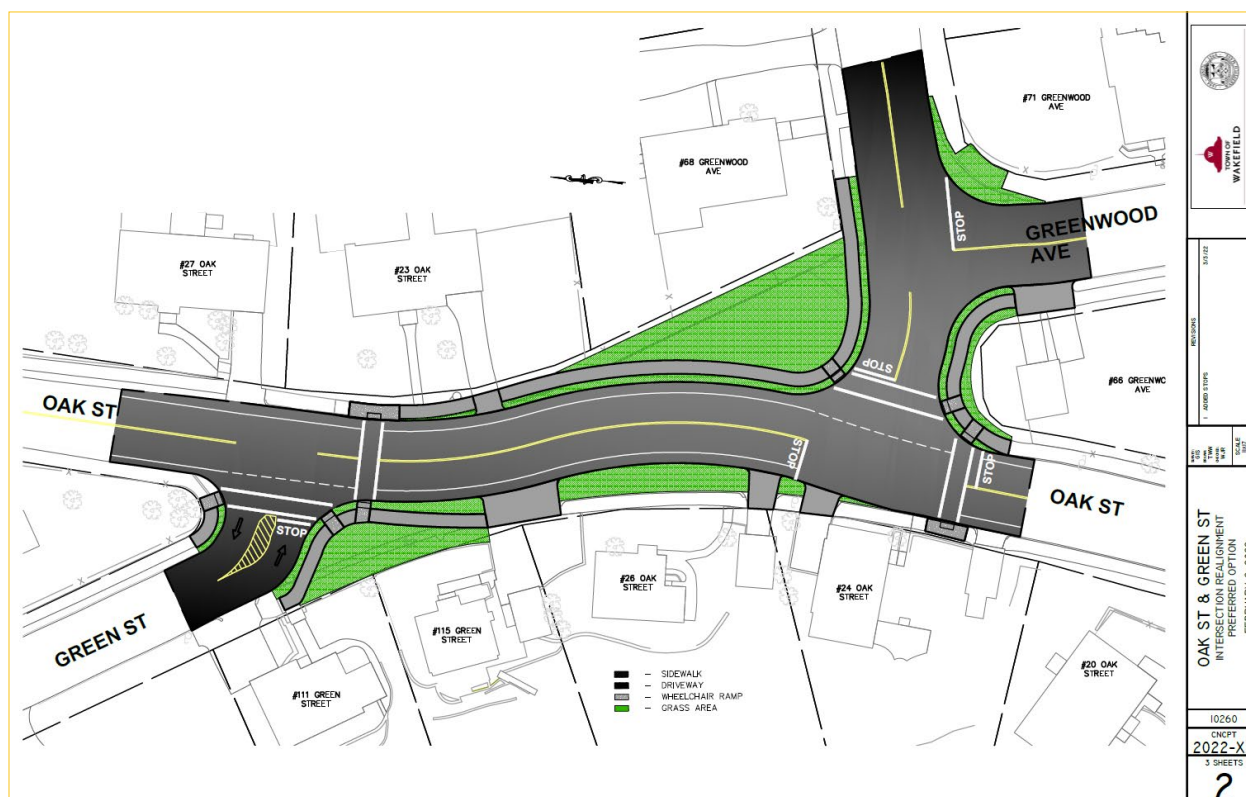 #71 GREENWOOD
AVE
#68 GREENWOOD
AVE
GREENWOOD
AVE
STOP
#27 OAK
STREET
#23 OAK
STREET
STOP
#66 GREENWO
AVE
OAK ST
STOP
STOP
OAK ST
STOP
GREEN ST
#26 OAK
STREET
#24 OAK
STREET
#115 GREEN
STREET
#20 OAK
STREET
#111 GREEN
STREET
- SIDEWALK
- DRIVEWAY
- WHEELCHAIR RAMP
- GRASS AREA
W
TOWN OF
WAKEFIELD
REVISIONS
1 ADDED STOPS
SCALE
OAK ST & GREEN ST
INTERSECTION REALIGNMENT
PREFERRED OPTION
10260
CNCPT
2022-X
3 SHEETS
2